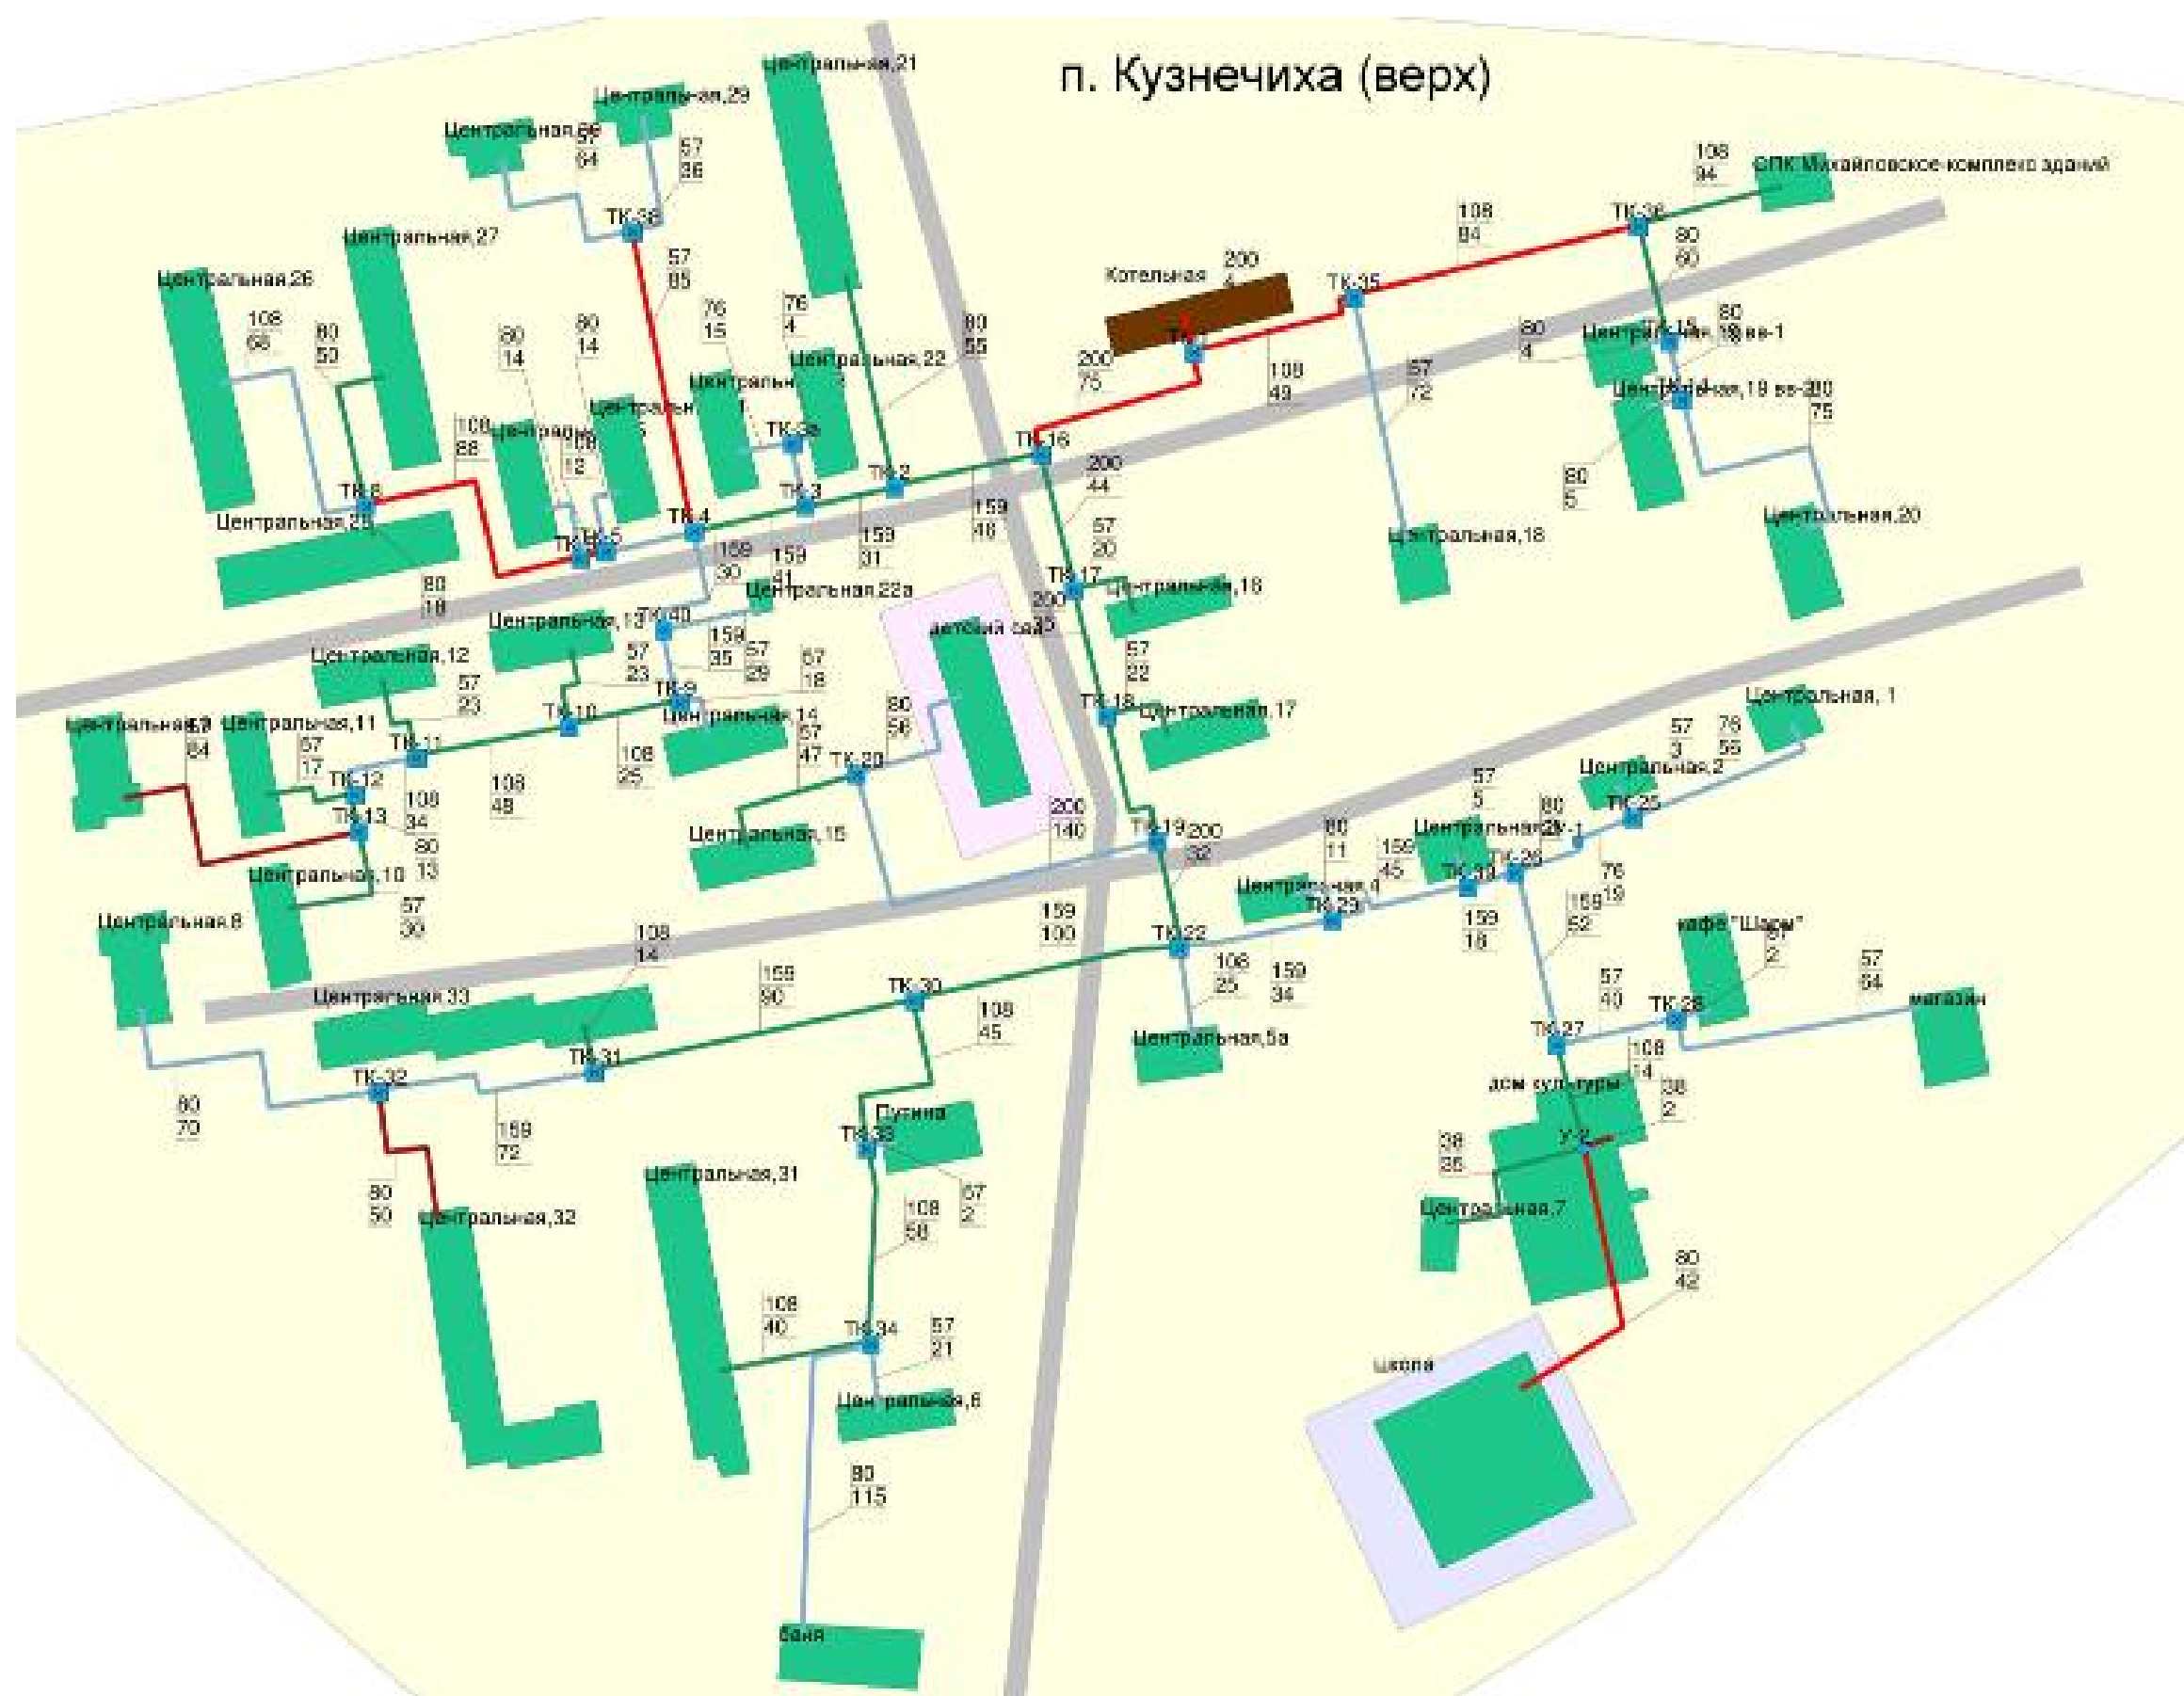 п. Кузнечиха (верх)
Центральная,21
Центральная,29
57
36
108
94
СПК Михайловское-комплекс зданий
ТК-36
108
84
80
60
Центральная,27
57
85
Котельная
200
4
ТК-35
Центральная,26
108
68
80
50
80
14
80
14
76
15
76
4
80
55
Центральная,22
200
75
108
49
57
72
80
4
80
75
80
5
108
88
108
12
ТК-3а
ТК-16
ТК-2
ТК-3
ТК-4
200
44
57
20
159
46
159
31
159
41
159
30
Центральная,25
Центральная,18
Центральная,20
80
18
ТК-17
Центральная,16
Центральная,22а
Центральная,13
ТК-40
детский сад
Центральная,12
159
35
57
29
57
18
57
23
57
23
57
22
ТК-9
ТК-10
ТК-11
Центральная,14
ТК-18
Центральная,17
Центральная,11
57
17
108
25
57
47
80
56
ТК-20
ТК-12
ТК-13
108
48
108
34
80
13
Центральная,15
200
140
ТК-19
200
32
Центральная, 1
57
3
76
56
Центральная,2
ТК-25
57
5
80
11
159
45
76
19
Центральная,4
ТК-23
ТК-26
Центральная,10
57
30
Центральная,8
159
100
ТК-22
108
25
159
34
159
16
159
52
кафе "Шарм"
57
64
магазин
57
40
ТК-28
ТК-27
108
14
Центральная,33
159
90
ТК-30
108
45
Центральная,5а
ТК-31
ТК-32
80
70
159
72
дом культуры
38
2
У-2
Путина
ТК-33
57
2
Центральная,31
80
50
Центральная,32
108
58
Центральная,7
80
42
108
40
ТК-34
57
21
Центральная,6
школа
80
115
баня